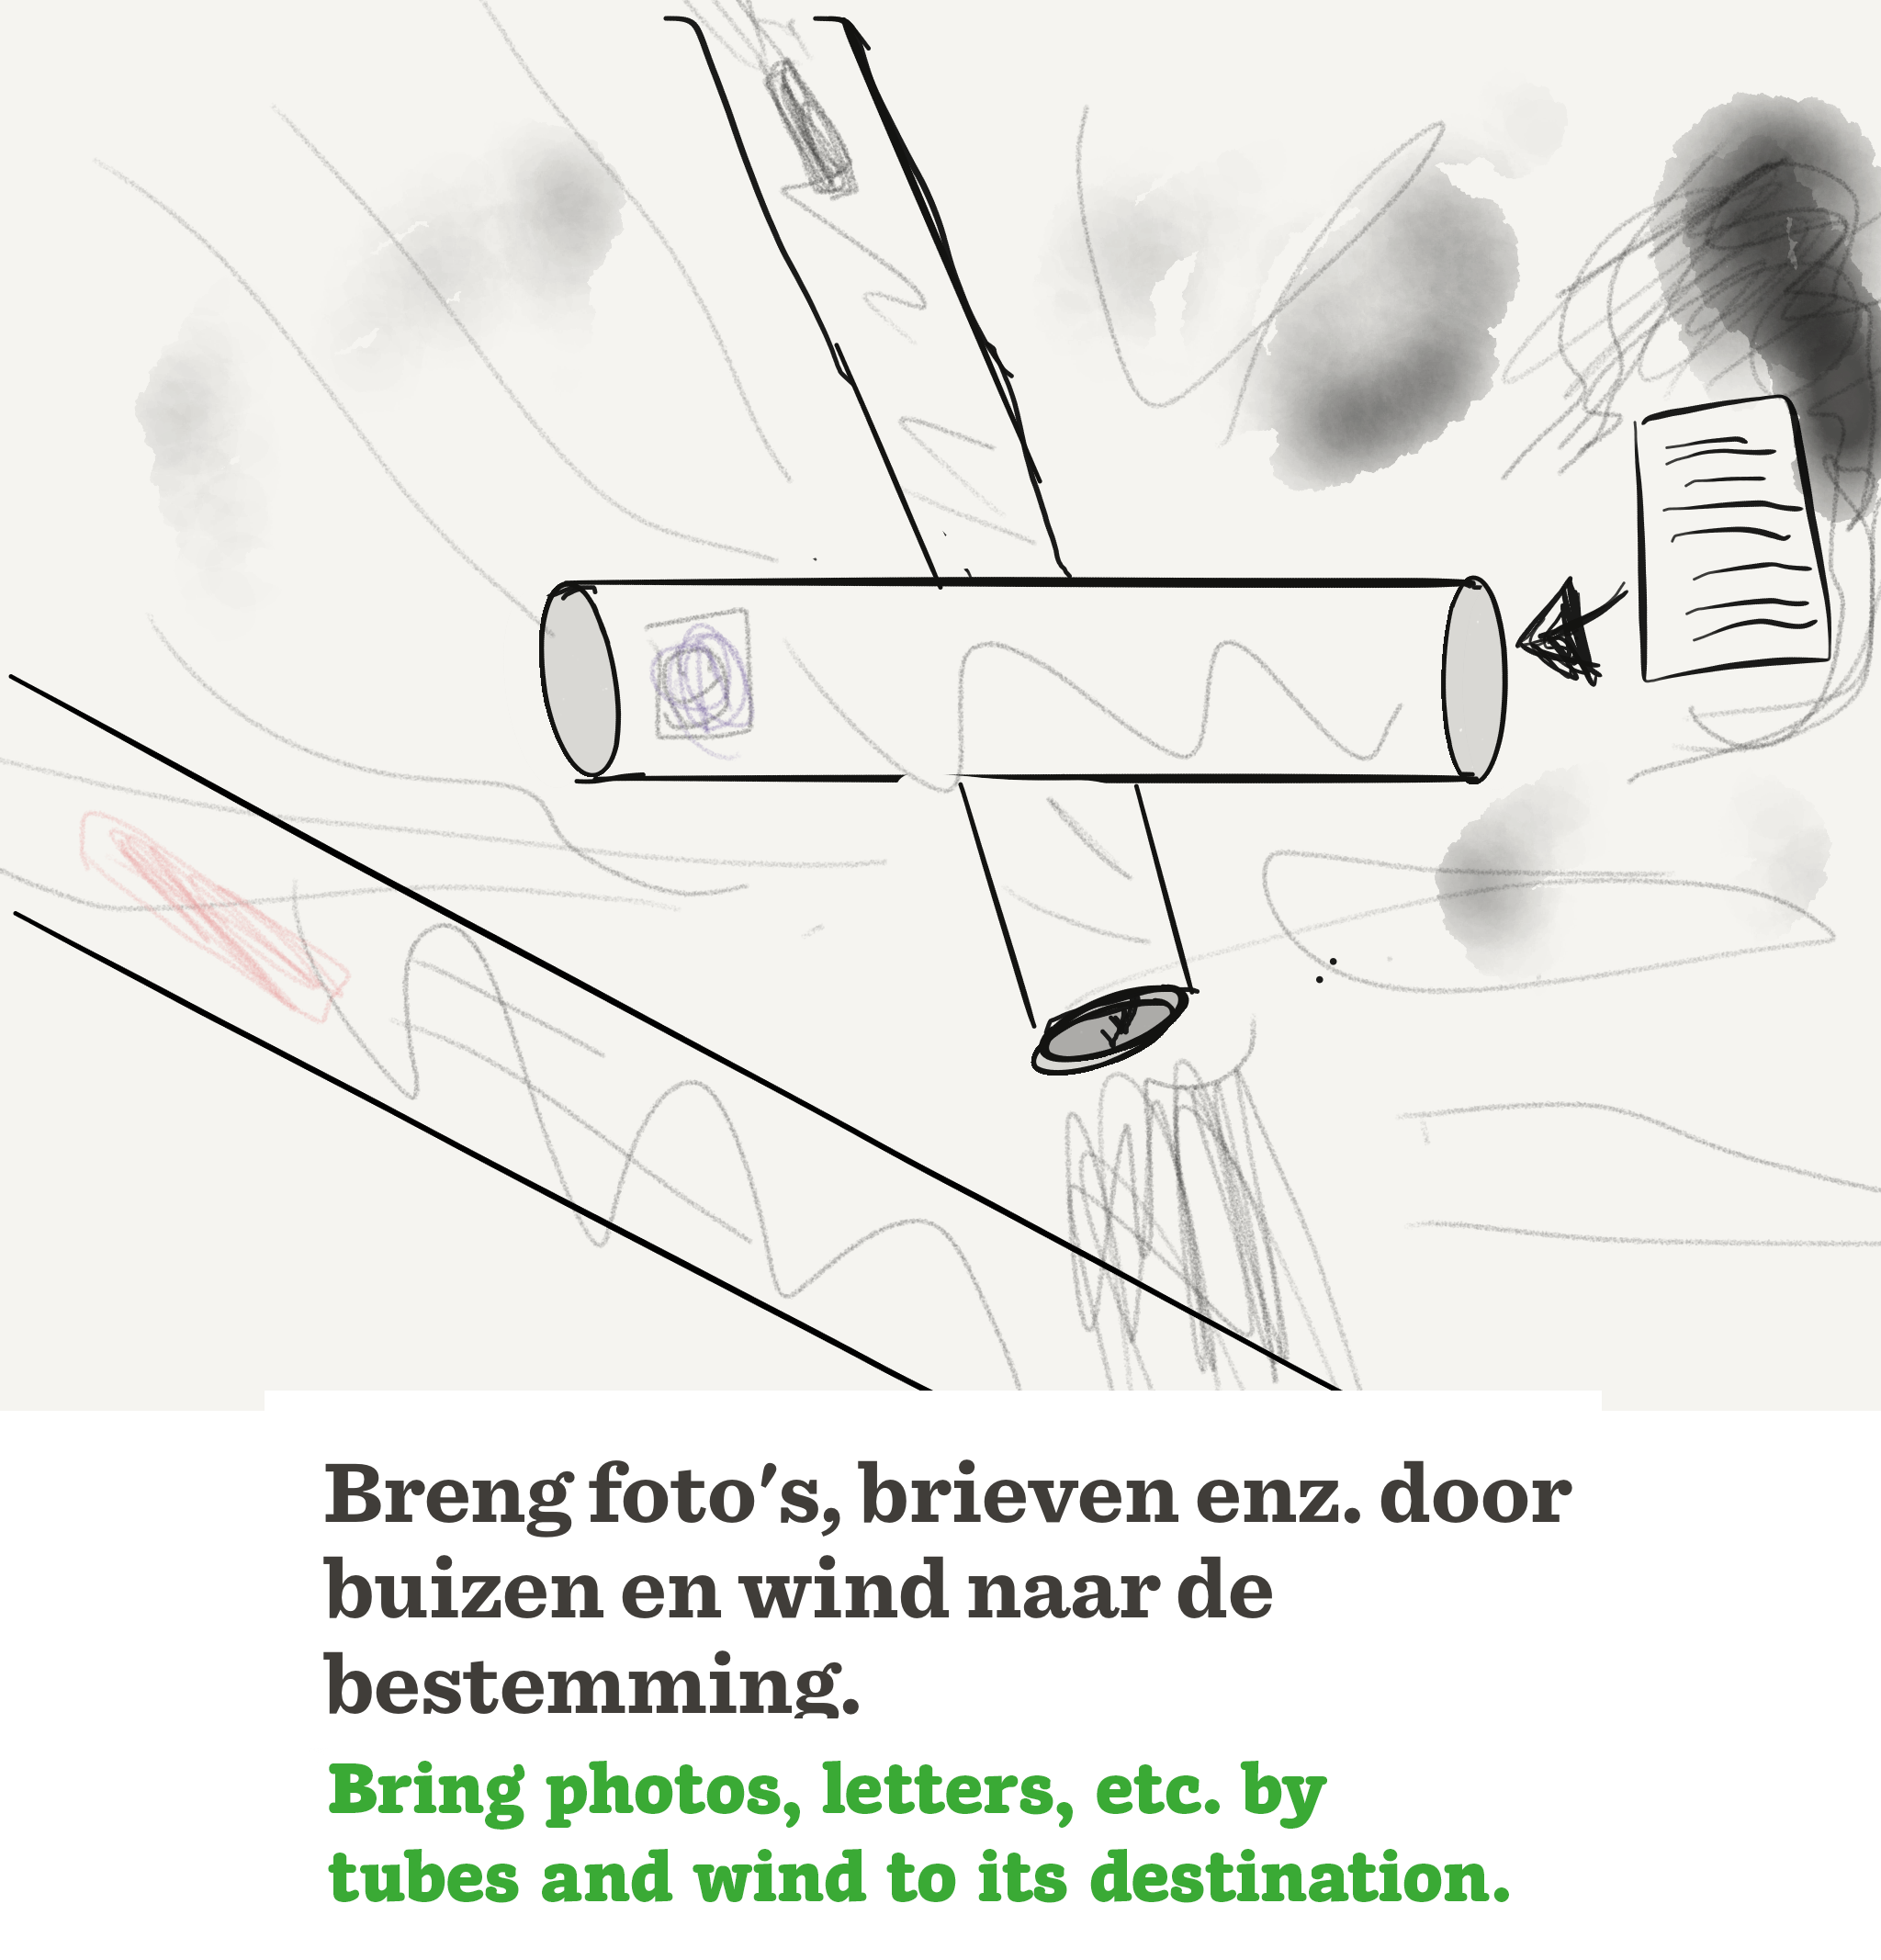 Breng foto's, brieven enz. door
buizen en wind naar de
bestemming.
Bring photos, letters, etc. by
tubes and wind to its destination.